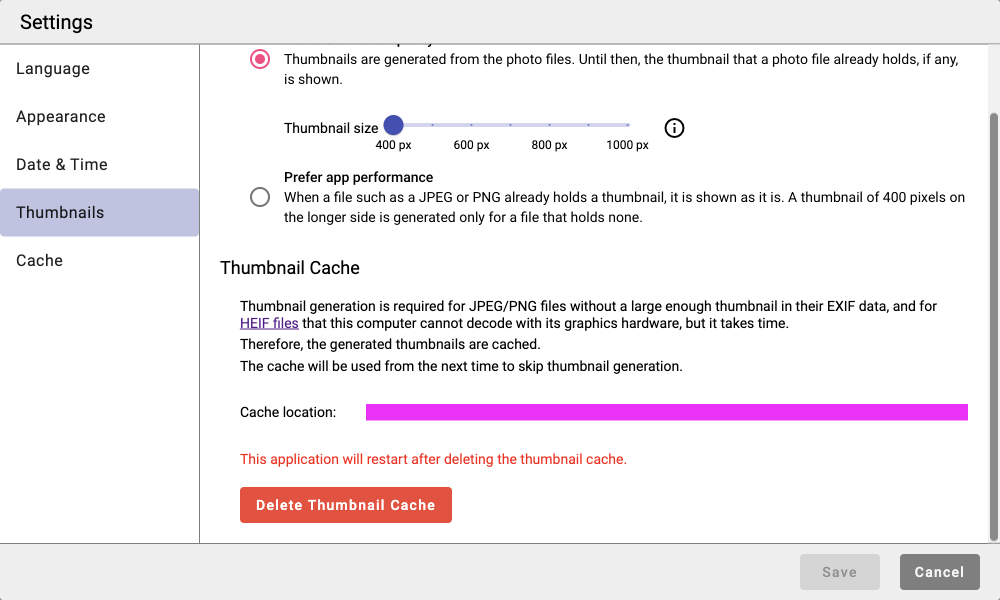 Settings
Language
Appearance
Date & Time
Thumbnails
Cache
Thumbnails are generated from the photo files. Until then, the thumbnail that a photo file already holds, if any,
is shown.
Thumbnail size
400 px 600 px 800 px 1000 px
Prefer app performance
When a file such as a JPEG or PNG already holds a thumbnail, it is shown as it is. A thumbnail of 400 pixels on
the longer side is generated only for a file that holds none.
Thumbnail Cache
Thumbnail generation is required for JPEG/PNG files without a large enough thumbnail in their EXIF data, and for
HEIF files that this computer cannot decode with its graphics hardware, but it takes time.
Therefore, the generated thumbnails are cached.
The cache will be used from the next time to skip thumbnail generation.
Cache location:
This application will restart after deleting the thumbnail cache.
Delete Thumbnail Cache
Save
Cancel